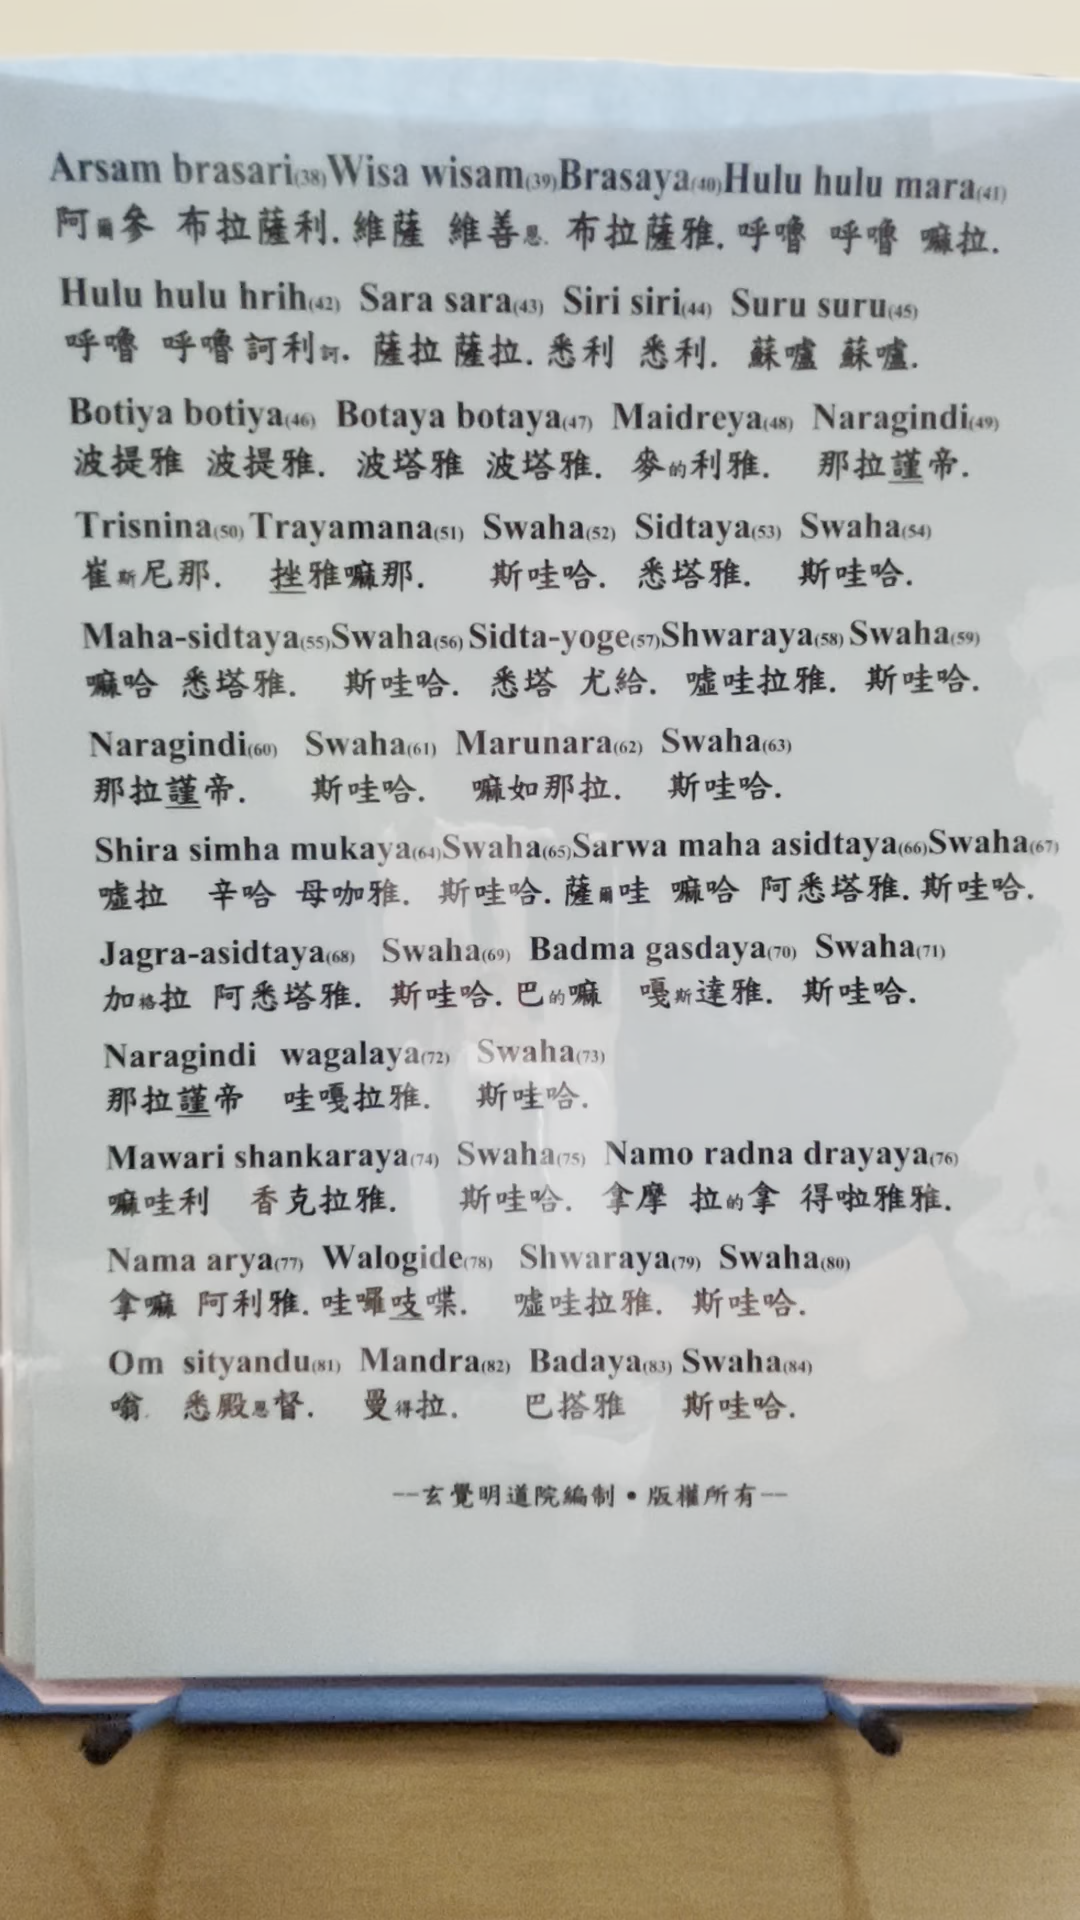 Arsam brasari(38)Wisa wisam(39)Brasaya(40)Hulu hulu mara(41)
阿爾參 布拉薩利. 維薩 維善恩. 布拉薩雅. 呼嚕 呼嚕 嘛拉.
Hulu hulu hrih(42) Sara sara(43) Siri siri(44) Suru suru(45)
呼嚕 呼嚕 訶利訶. 薩拉 薩拉. 悉利 悉利. 蘇嚧 蘇嚧.
Botiya botiya(46) Botaya botaya(47) Maidreya(48) Naragindi(49)
波提雅 波提雅. 波塔雅 波塔雅. 麥的利雅. 那拉謹帝.
Trisnina(50) Trayamana(51) Swaha(52) Sidtaya(53) Swaha(54)
崔斯尼那. 挫雅嘛那. 斯哇哈. 悉塔雅. 斯哇哈.
Maha-sidtaya(55)Swaha(56) Sidta-yoge(57)Shwaraya(58) Swaha(59)
嘛哈 悉塔雅. 斯哇哈. 悉塔 尤給. 噓哇拉雅. 斯哇哈.
Naragindi(60) Swaha(61) Marunara(62) Swaha(63)
那拉謹帝. 斯哇哈. 嘛如那拉. 斯哇哈.
Shira simha mukaya(64)Swaha(65)Sarwa maha asidtaya(66)Swaha(67)
噓拉 辛哈 母咖雅. 斯哇哈. 薩爾哇 嘛哈 阿悉塔雅. 斯哇哈.
Jagra-asidtaya(68) Swaha(69) Badma gasdaya(70) Swaha(71)
加格拉 阿悉塔雅. 斯哇哈. 巴的嘛 嘎斯達雅. 斯哇哈.
Naragindi wagalaya(72) Swaha(73)
那拉謹帝 哇嘎拉雅. 斯哇哈.
Mawari shankaraya(74) Swaha(75) Namo radna drayaya(76)
嘛哇利 香克拉雅. 斯哇哈. 拿摩 拉的拿 得啦雅雅.
Nama arya(77) Walogide(78) Shwaraya(79) Swaha(80)
拿嘛 阿利雅. 哇囉吱喋. 噓哇拉雅. 斯哇哈.
Om sityandu(81) Mandra(82) Badaya(83) Swaha(84)
嗡. 悉殿恩督. 曼得拉. 巴搭雅 斯哇哈.
—玄覺明道院編制•版權所有—